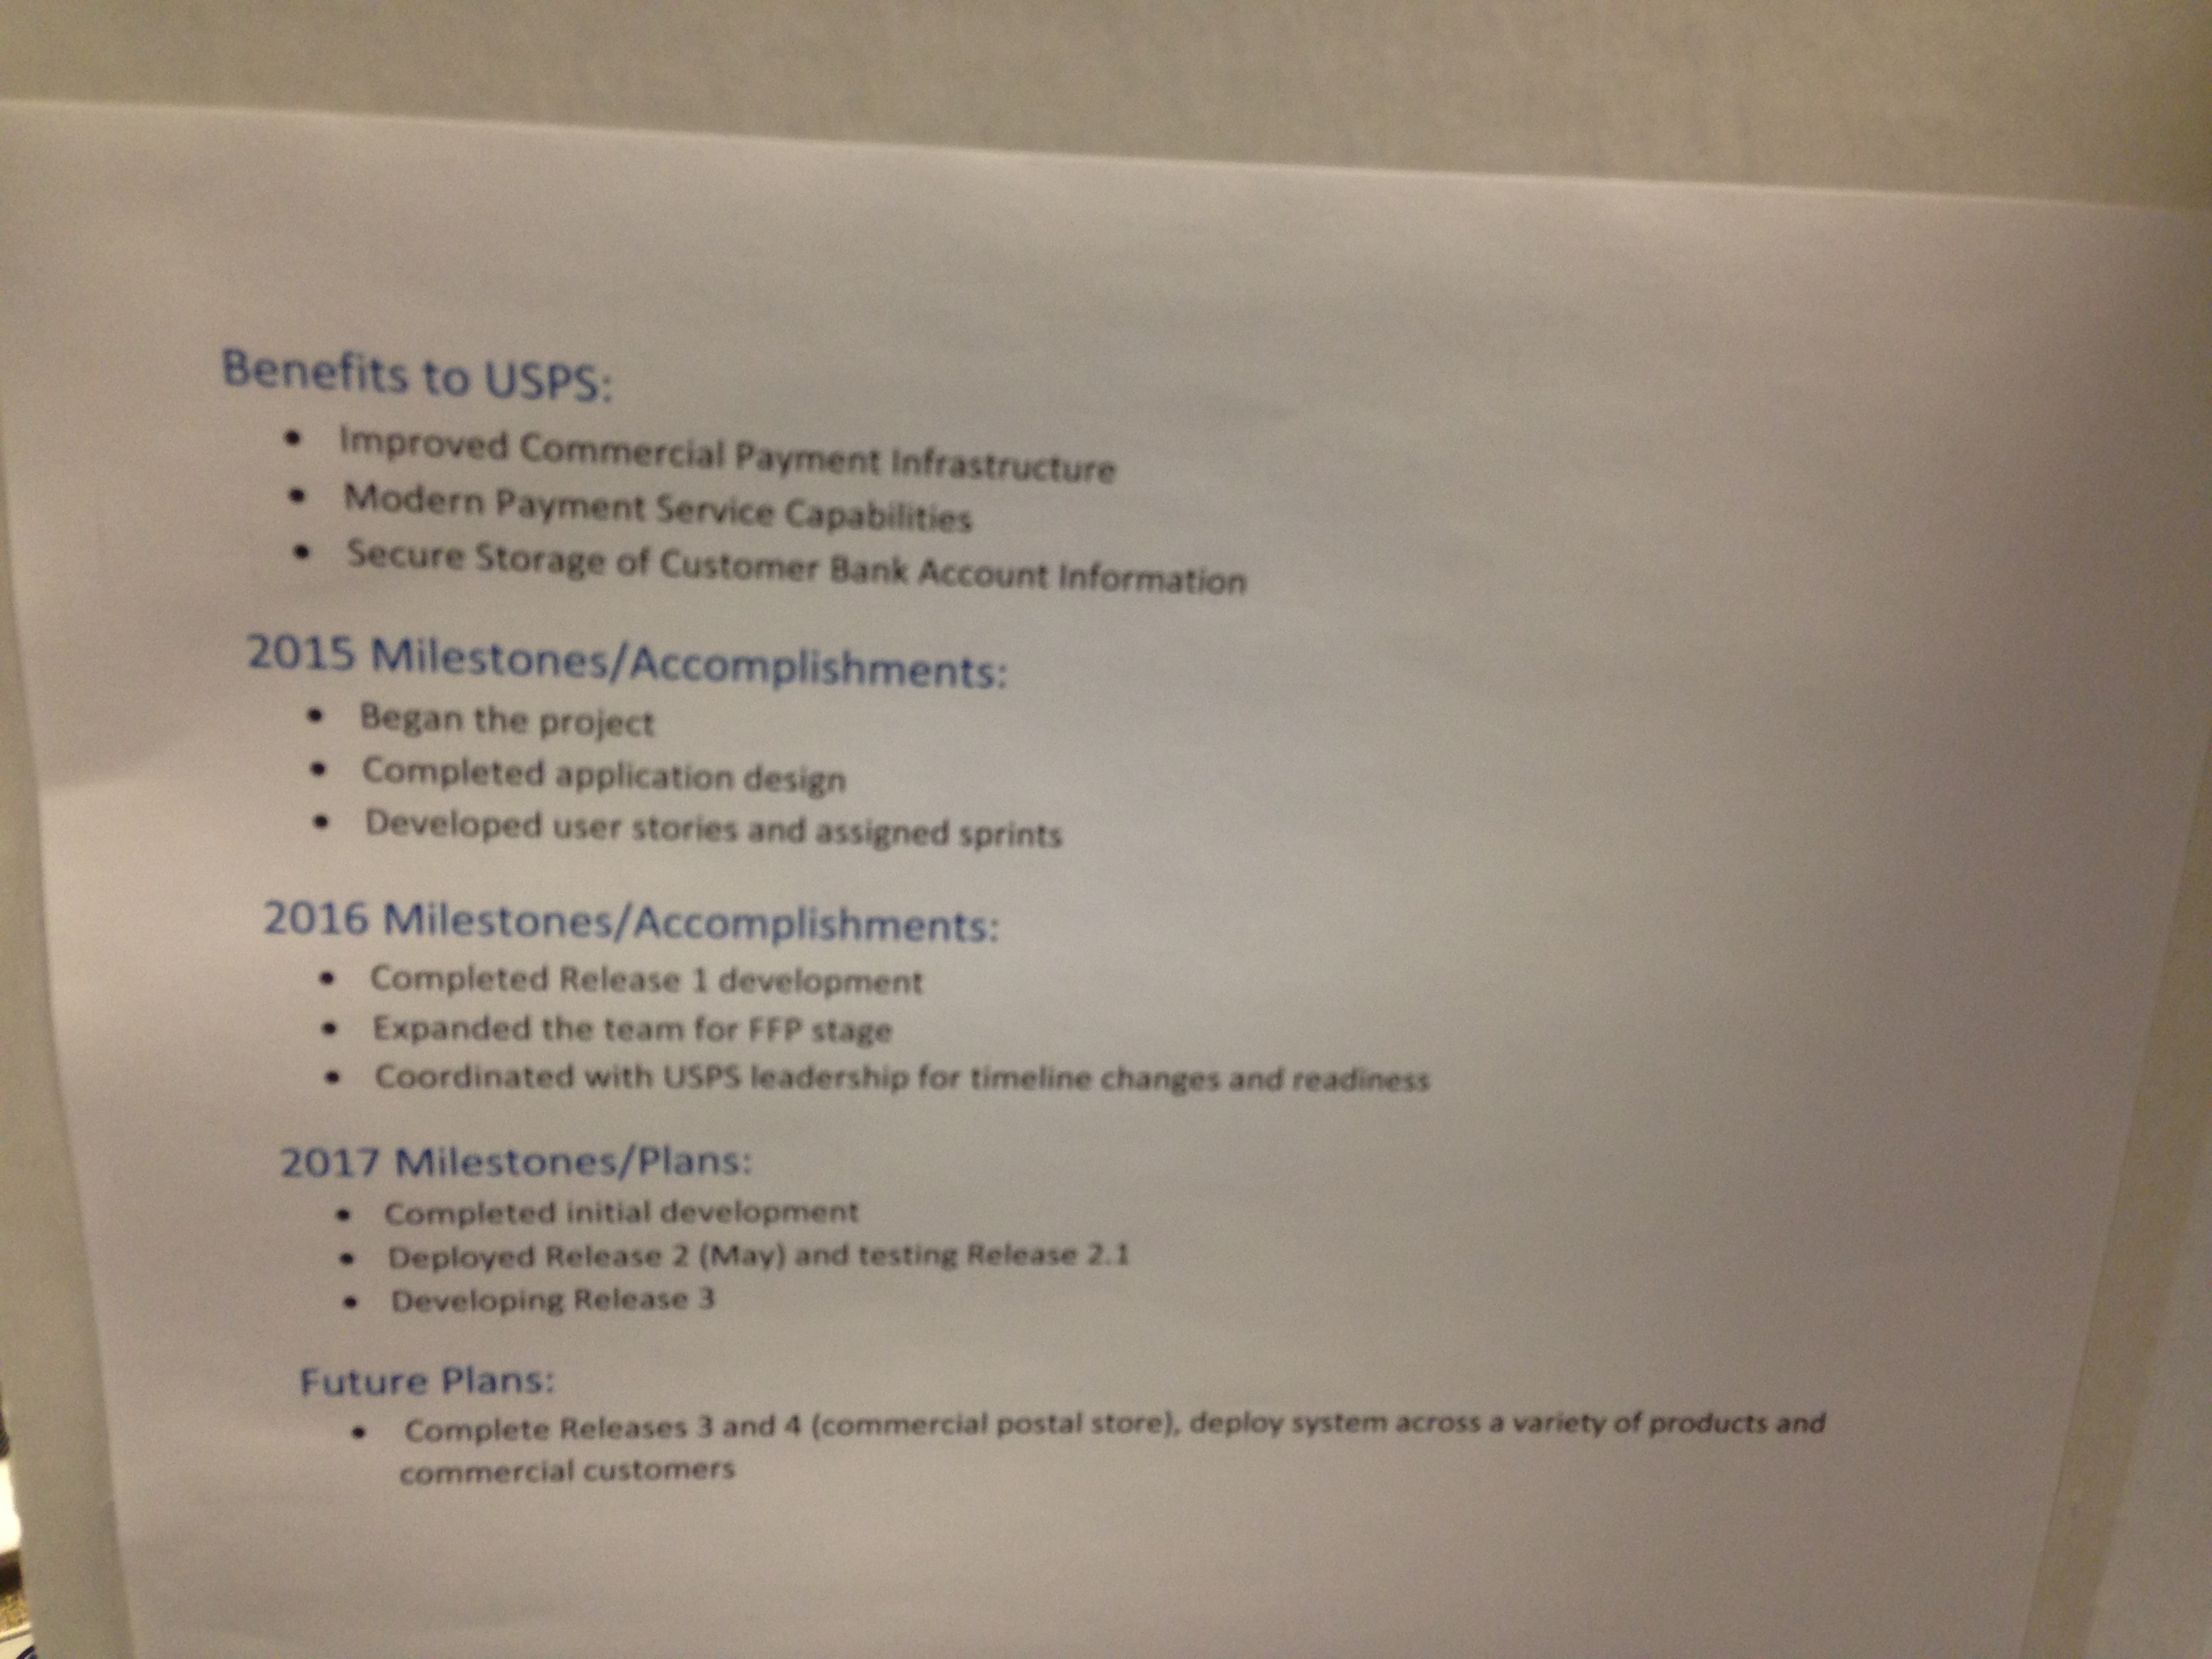 Benefits to USPS:
• Improved Commercial Payment Infrastructure
• Modern Payment Service Capabilities
• Secure Storage of Customer Bank Account Information
2015 Milestones/Accomplishments:
• Began the project
• Completed application design
• Developed user stories and assigned sprints
2016 Milestones/Accomplishments:
• Completed Release 1 development
• Expanded the team for FFP stage
• Coordinated with USPS leadership for timeline changes and readiness
2017 Milestones/Plans:
• Completed initial development
• Deployed Release 2 (May) and testing Release 2.1
• Developing Release 3
Future Plans:
• Complete Releases 3 and 4 (commercial postal store), deploy system across a variety of products and
commercial customers